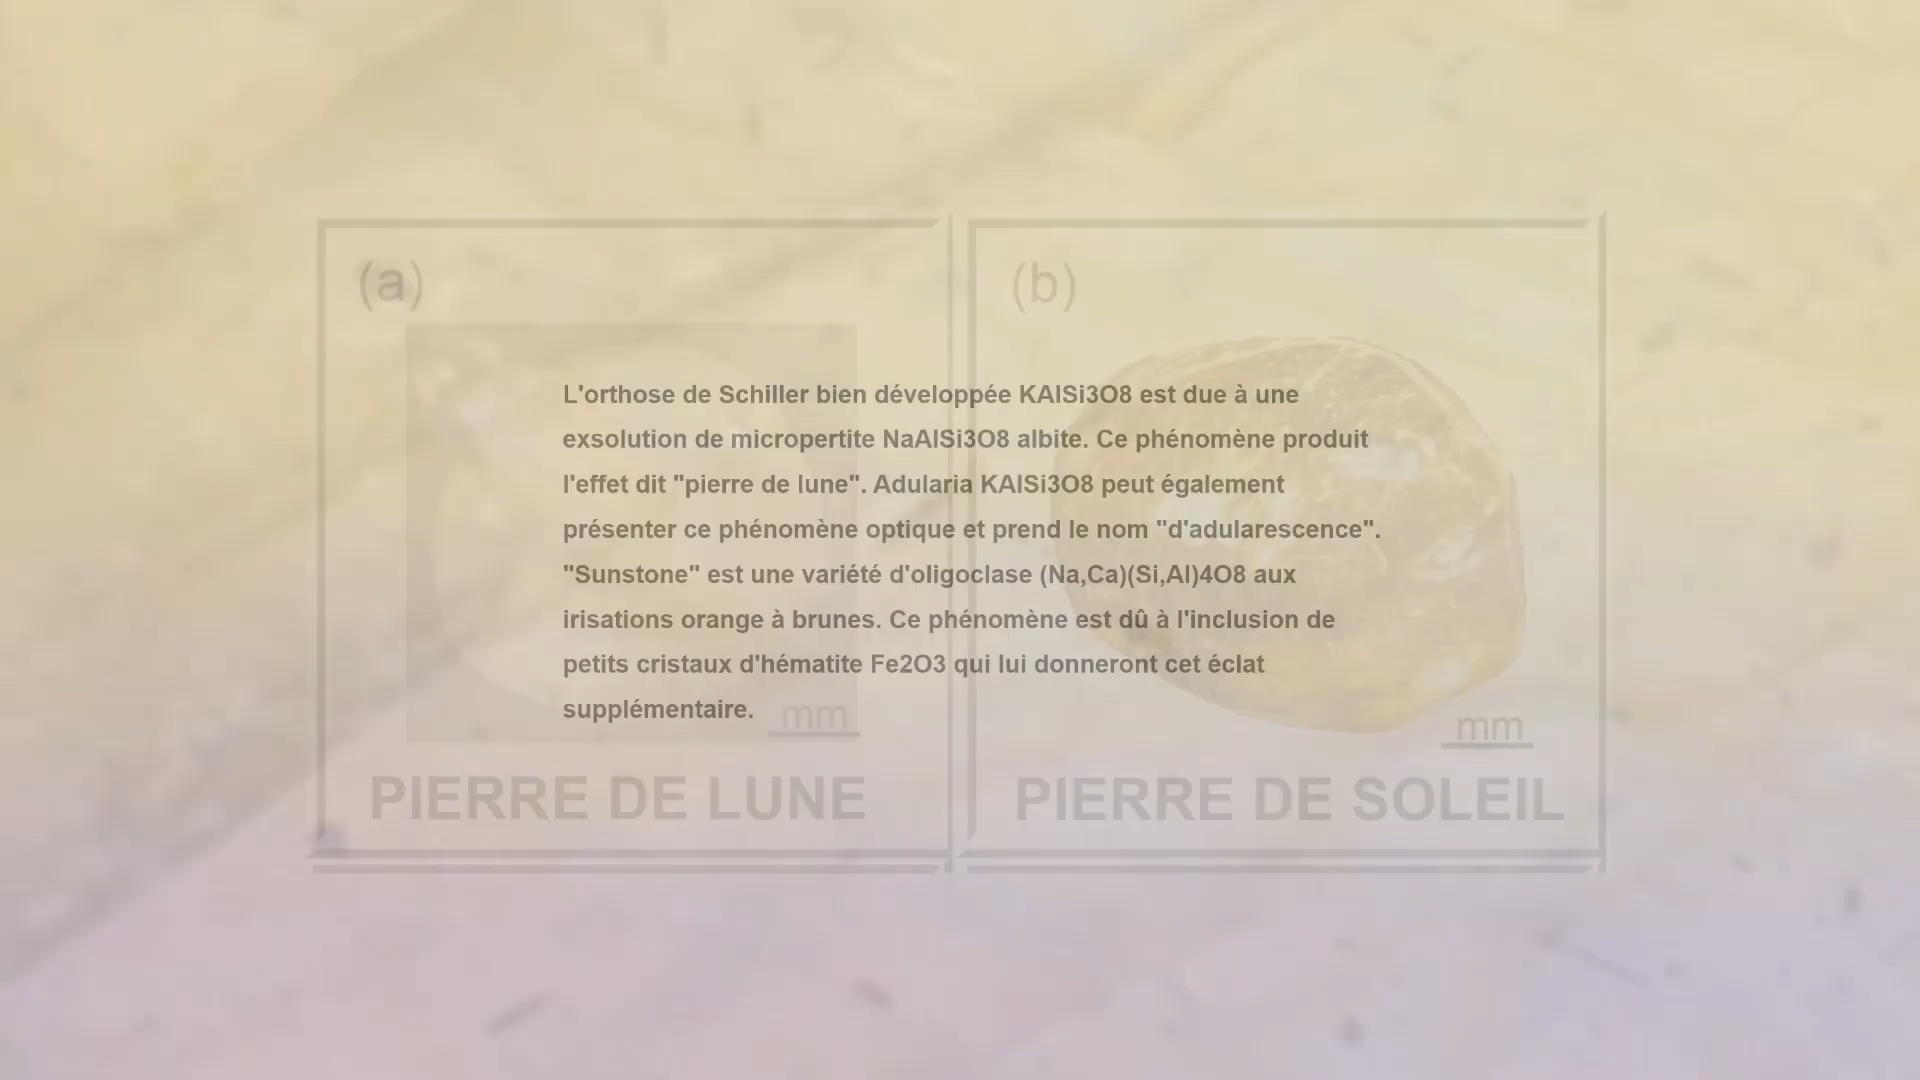 (a)
(b)
L'orthose de Schiller bien développée KAlSi3O8 est due à une
exsolution de micropertite NaAlSi3O8 albite. Ce phénomène produit
l'effet dit "pierre de lune". Adularia KAlSi3O8 peut également
présenter ce phénomène optique et prend le nom "d'adularescence".
"Sunstone" est une variété d'oligoclase (Na,Ca)(Si,Al)4O8 aux
irisations orange à brunes. Ce phénomène est dû à l'inclusion de
petits cristaux d'hématite Fe2O3 qui lui donneront cet éclat
supplémentaire.
mm
mm
PIERRE DE LUNE
PIERRE DE SOLEIL